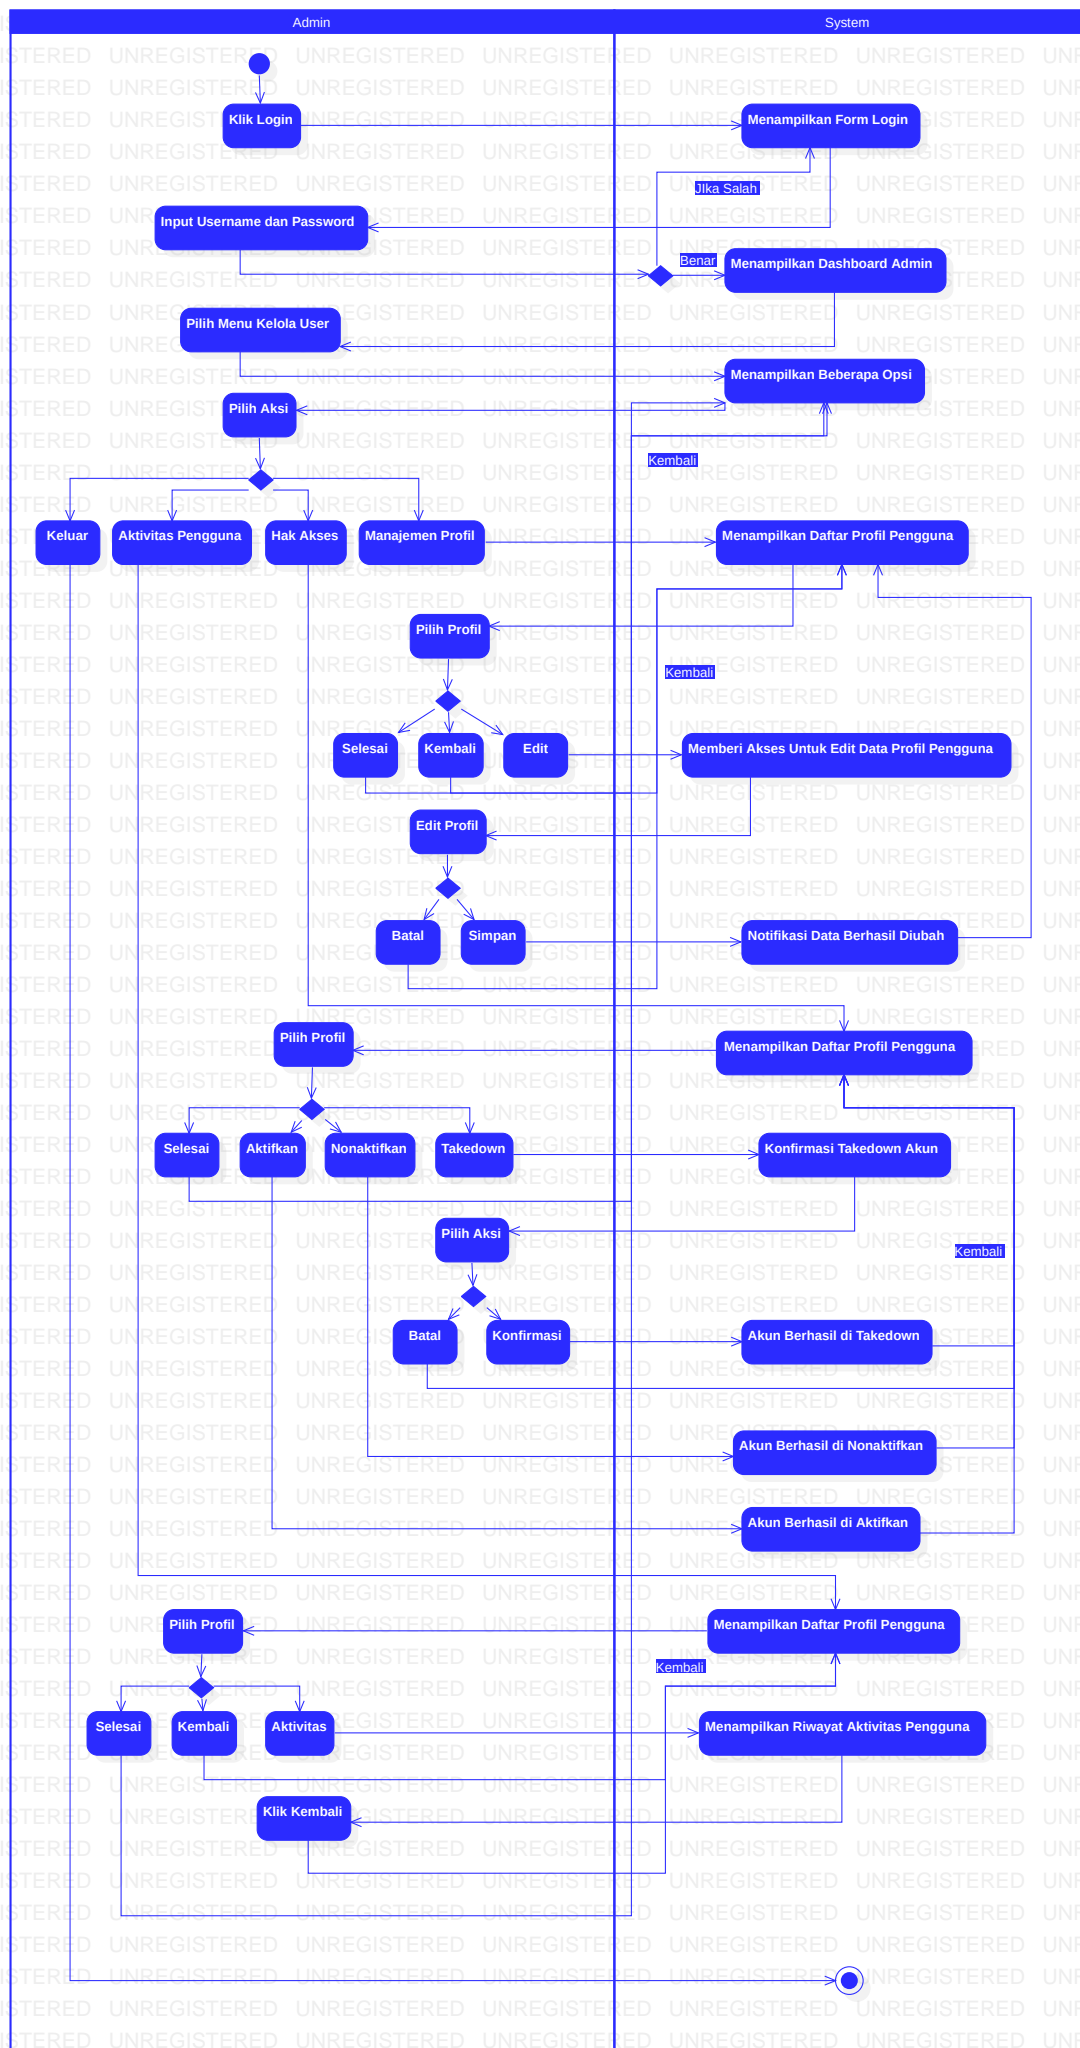 Admin
System
Klik Login
Menampilkan Form Login
JIka Salah
Input Username dan Password
Benar
Menampilkan Dashboard Admin
Pilih Menu Kelola User
Menampilkan Beberapa Opsi
Pilih Aksi
Kembali
Keluar
Aktivitas Pengguna
Hak Akses
Manajemen Profil
Menampilkan Daftar Profil Pengguna
Pilih Profil
Kembali
Selesai
Kembali
Edit
Memberi Akses Untuk Edit Data Profil Pengguna
Edit Profil
Batal
Simpan
Notifikasi Data Berhasil Diubah
Pilih Profil
Menampilkan Daftar Profil Pengguna
Selesai
Aktifkan
Nonaktifkan
Takedown
Konfirmasi Takedown Akun
Pilih Aksi
Kembali
Batal
Konfirmasi
Akun Berhasil di Takedown
Akun Berhasil di Nonaktifkan
Akun Berhasil di Aktifkan
Pilih Profil
Menampilkan Daftar Profil Pengguna
Kembali
Selesai
Kembali
Aktivitas
Menampilkan Riwayat Aktivitas Pengguna
Klik Kembali
UNREGISTERED